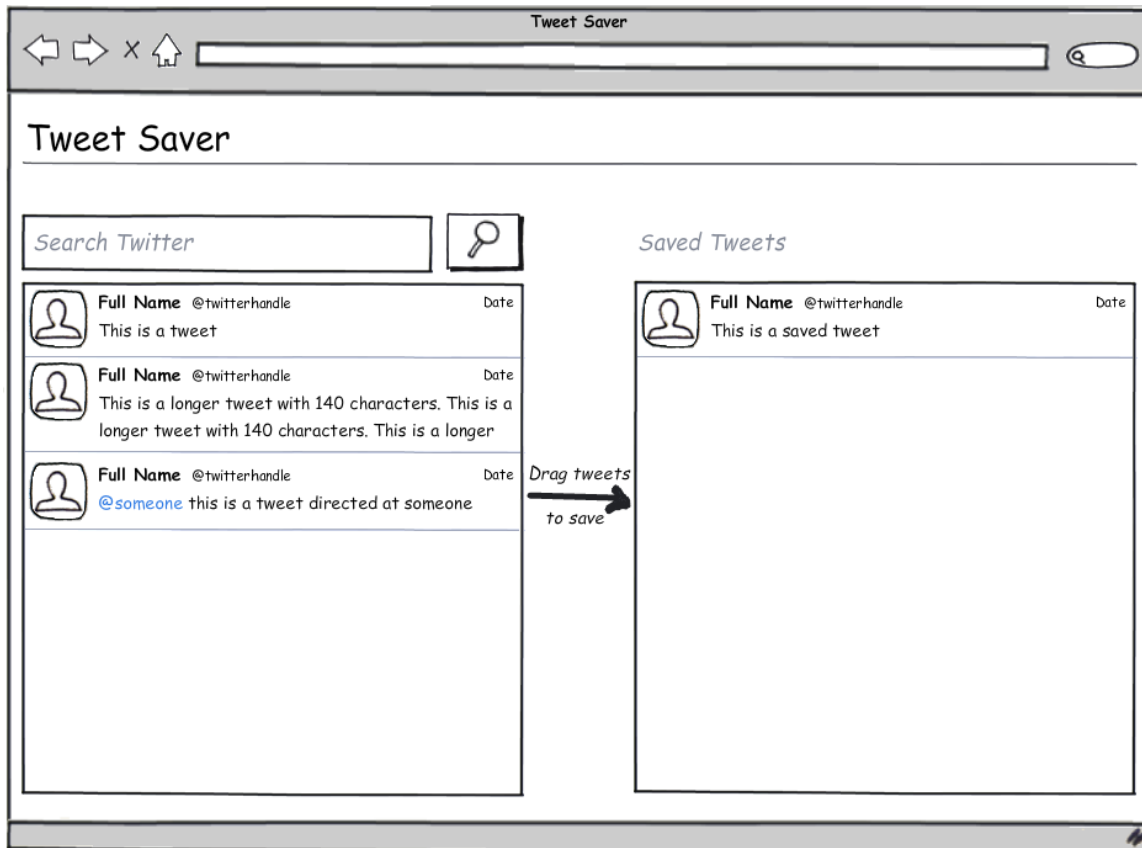 Tweet Saver
Tweet Saver
Search Twitter
Full Name @twitterhandle Date
This is a tweet
Full Name @twitterhandle Date
This is a longer tweet with 140 characters. This is a
longer tweet with 140 characters. This is a longer
Full Name @twitterhandle Date
@someone this is a tweet directed at someone
Drag tweets
to save
Saved Tweets
Full Name @twitterhandle Date
This is a saved tweet